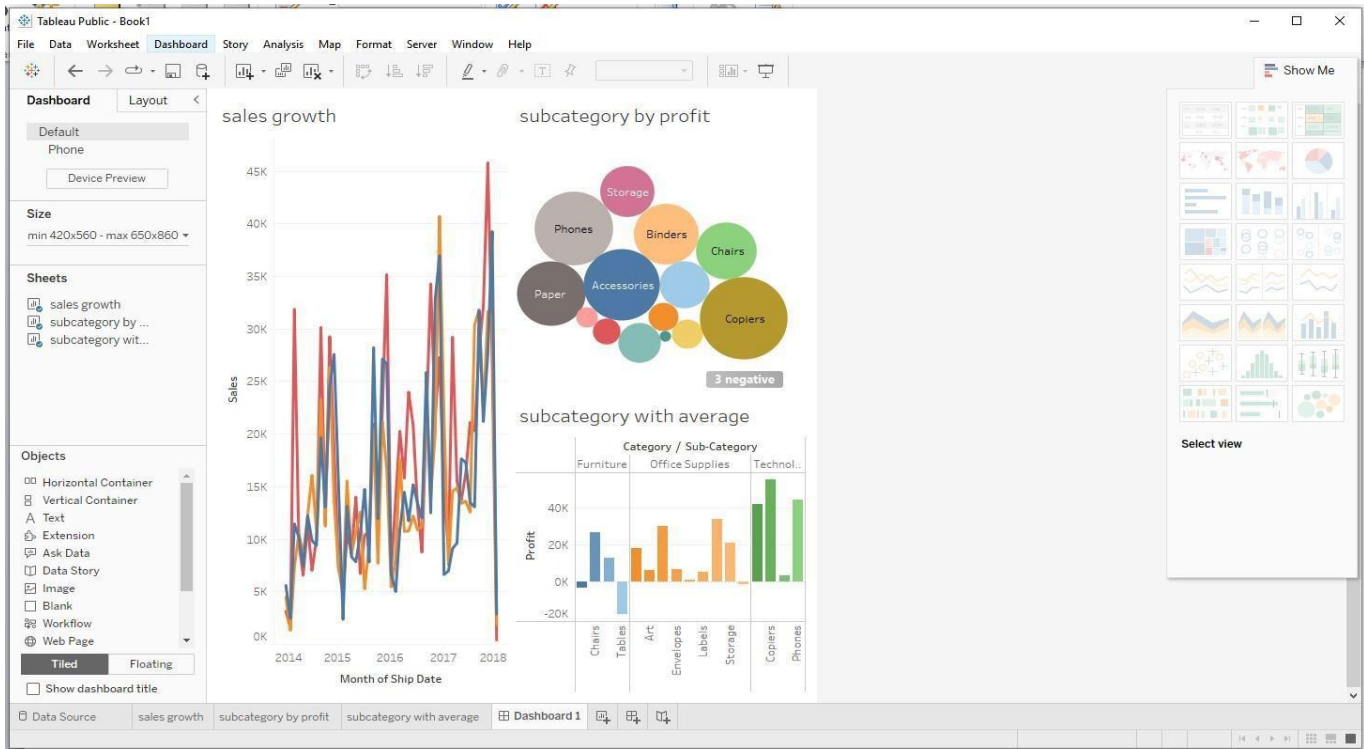 Tableau Public - Book1
File Data Worksheet Dashboard Story Analysis Map Format Server Window Help
Show Me
Dashboard Layout
Default
Phone
Device Preview
Size
min 420x560 - max 650x860
Sheets
sales growth
subcategory by ...
subcategory wit...
Objects
Horizontal Container
Vertical Container
A Text
Extension
Ask Data
Data Story
Image
Blank
Workflow
Web Page
Tiled Floating
Show dashboard title
sales growth
45K
40K
35K
30K
25K
20K
15K
10K
5K
0K
Sales
2014 2015 2016 2017 2018
Month of Ship Date
subcategory by profit
Storage
Phones
Binders
Chairs
Accessories
Paper
Copiers
3 negative
subcategory with average
Category / Sub-Category
Furniture Office Supplies Technol..
40K
20K
0K
-20K
Profit
Chairs
Tables
Art
Envelopes
Labels
Storage
Copiers
Phones
Select view
Data Source sales growth subcategory by profit subcategory with average Dashboard 1